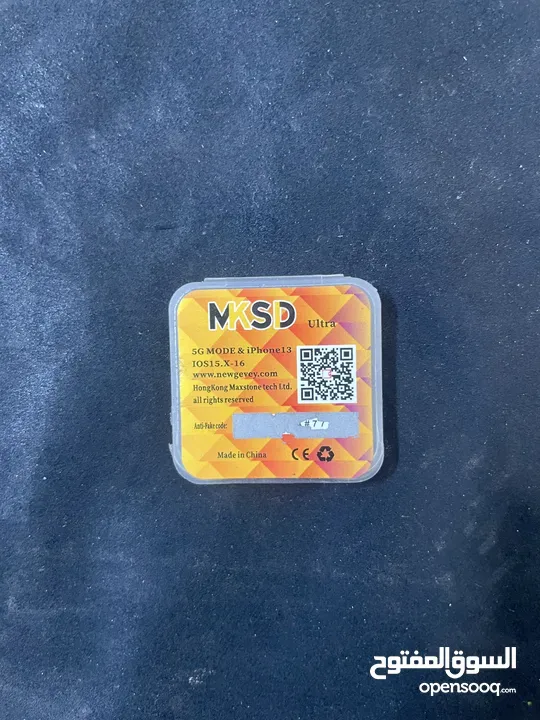 MKSD Ultra
5G MODE & iPhone13
IOS15.X-16
www.newgevey.com
HongKong Maxstone tech Ltd.
all rights reserved
Anti-Fake code: #77
Made in China CE
السوق المفتوح
opensooq.com